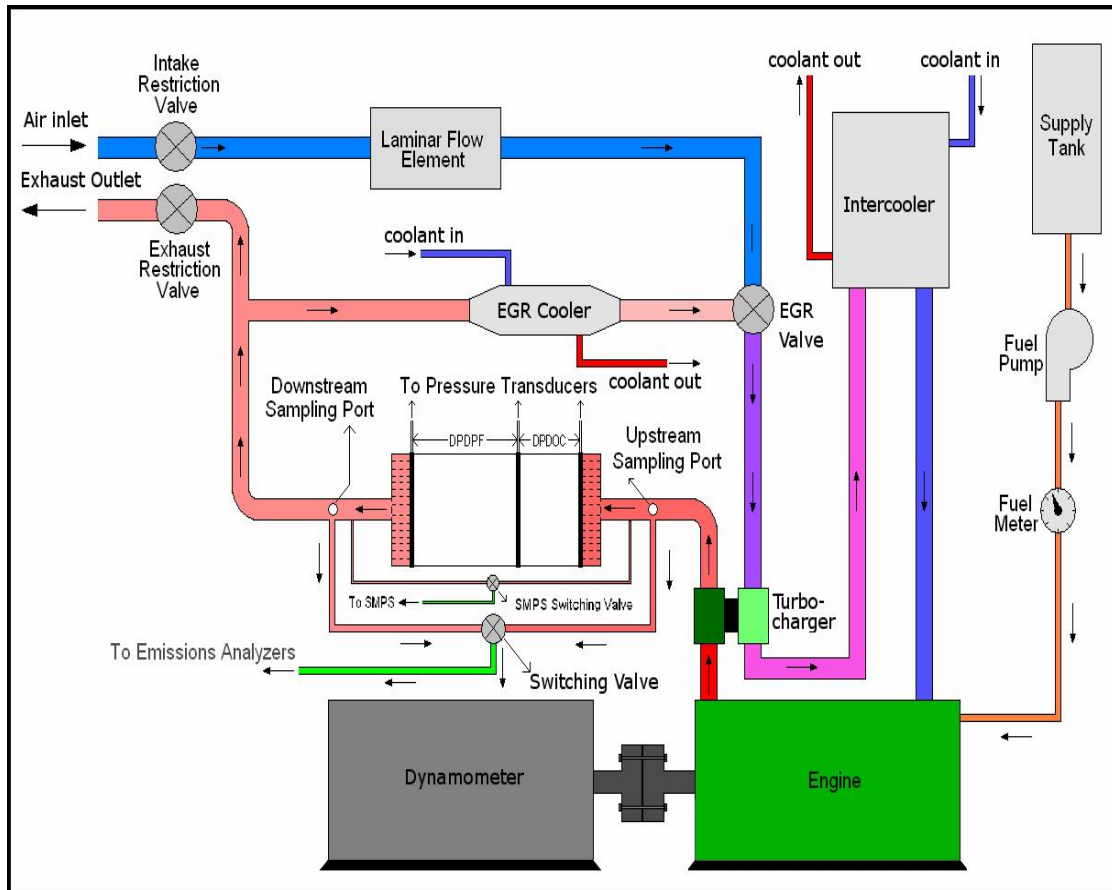 Intake
Restriction
Valve
coolant out
coolant in
Air inlet
Laminar Flow
Element
Supply
Tank
Exhaust Outlet
Intercooler
coolant in
Exhaust
Restriction
Valve
EGR Cooler
EGR
Valve
Fuel
Pump
coolant out
Downstream
Sampling Port
To Pressure Transducers
DPDPF
DPDOC
Upstream
Sampling Port
Fuel
Meter
To SMPS
SMPS Switching Valve
Turbo-
charger
To Emissions Analyzers
Switching Valve
Dynamometer
Engine